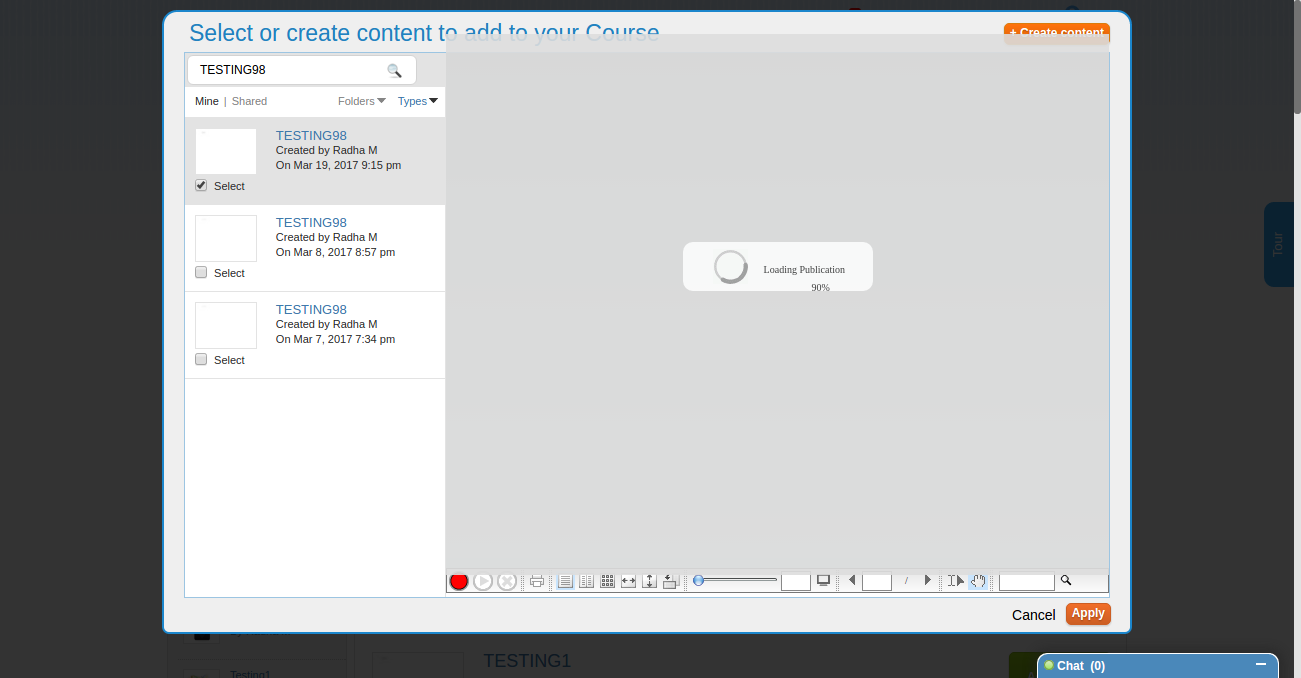 Select or create content to add to your Course
+ Create content
TESTING98
Mine | Shared
Folders
Types
TESTING98
Created by Radha M
On Mar 19, 2017 9:15 pm
Select
TESTING98
Created by Radha M
On Mar 8, 2017 8:57 pm
Select
TESTING98
Created by Radha M
On Mar 7, 2017 7:34 pm
Select
Loading Publication
90%
/
Tour
Cancel
Apply
TESTING1
Testing1
Chat (0)